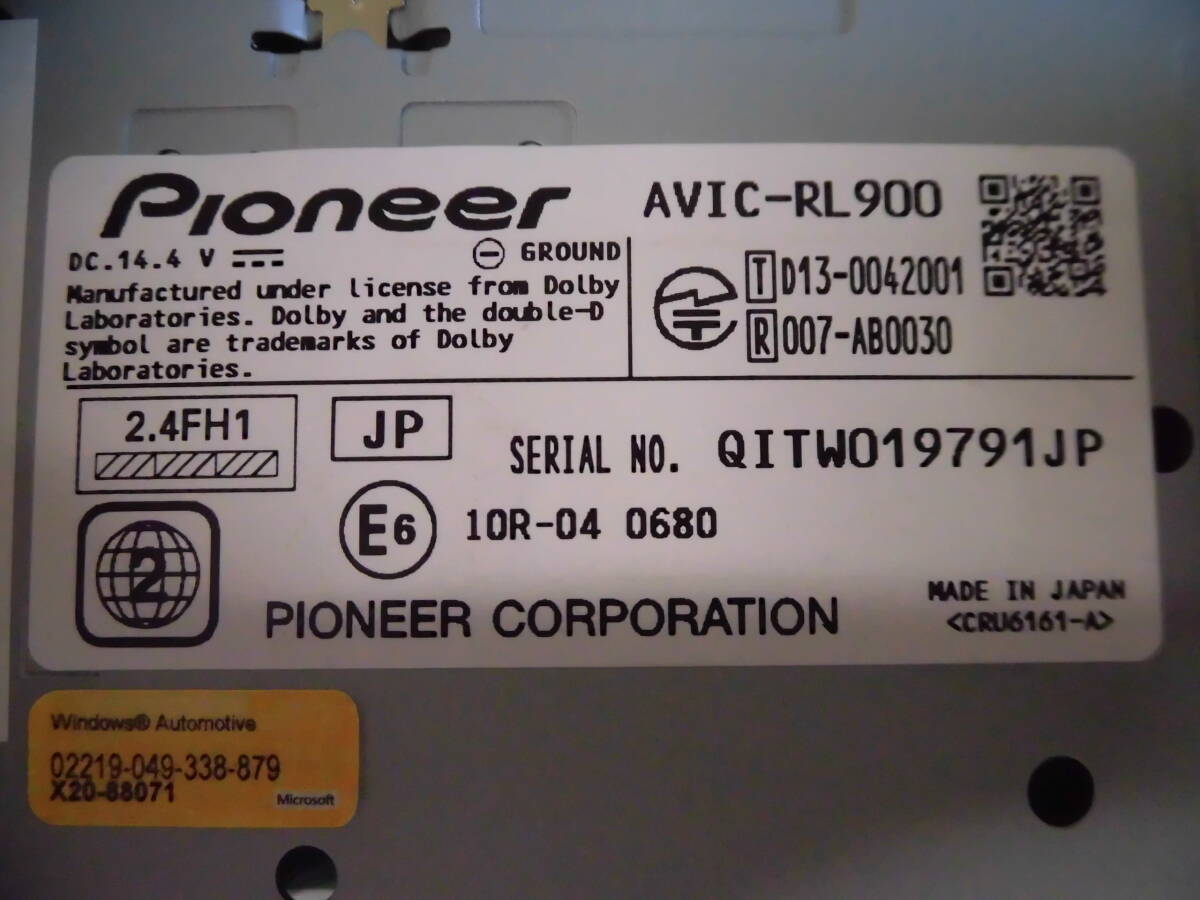 Pioneer
AVIC-RL900
DC.14.4 V
GROUND
Manufactured under license from Dolby
Laboratories. Dolby and the double-D
symbol are trademarks of Dolby
Laboratories.
T D13-0042001
R 007-AB0030
2.4FH1
JP
SERIAL NO. QITW019791JP
2
E6
10R-04 0680
PIONEER CORPORATION
MADE IN JAPAN
<CRU6161-A>
Windows® Automotive
02219-049-338-879
X20-88071
Microsoft